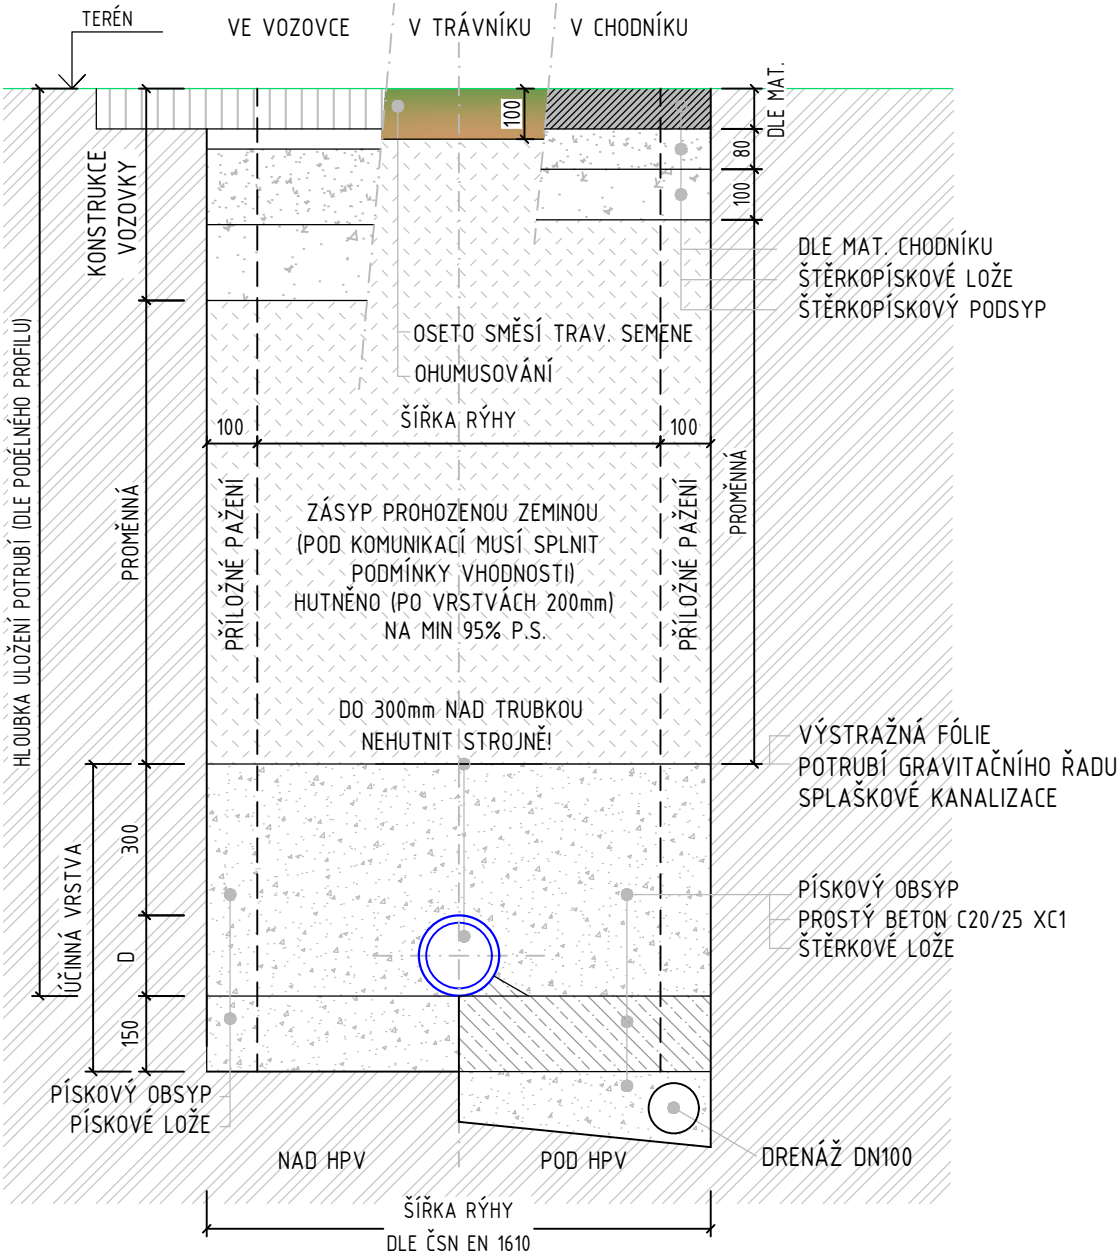 TERÉN
VE VOZOVCE
V TRÁVNÍKU
V CHODNÍKU
DLE MAT.
100
80
100
KONSTRUKCE
VOZOVKY
DLE MAT. CHODNÍKU
ŠTĚRKOPÍSKOVÉ LOŽE
ŠTĚRKOPÍSKOVÝ PODSYP
OSETO SMĚSÍ TRAV. SEMENE
OHUMUSOVÁNÍ
HLOUBKA ULOŽENÍ POTRUBÍ (DLE PODÉLNÉHO PROFILU)
ŠÍŘKA RÝHY
100
100
PROMĚNNÁ
PŘÍLOŽNÉ PAŽENÍ
ZÁSYP PROHOZENOU ZEMINOU
(POD KOMUNIKACÍ MUSÍ SPLNIT
PODMÍNKY VHODNOSTI)
HUTNĚNO (PO VRSTVÁCH 200mm)
NA MIN 95% P.S.
PŘÍLOŽNÉ PAŽENÍ
PROMĚNNÁ
DO 300mm NAD TRUBKOU
NEHUTNIT STROJNĚ!
VÝSTRAŽNÁ FÓLIE
POTRUBÍ GRAVITAČNÍHO ŘADU
SPLAŠKOVÉ KANALIZACE
ÚČINNÁ VRSTVA
300
D
150
PÍSKOVÝ OBSYP
PROSTÝ BETON C20/25 XC1
ŠTĚRKOVÉ LOŽE
PÍSKOVÝ OBSYP
PÍSKOVÉ LOŽE
NAD HPV
POD HPV
DRENÁŽ DN100
ŠÍŘKA RÝHY
DLE ČSN EN 1610